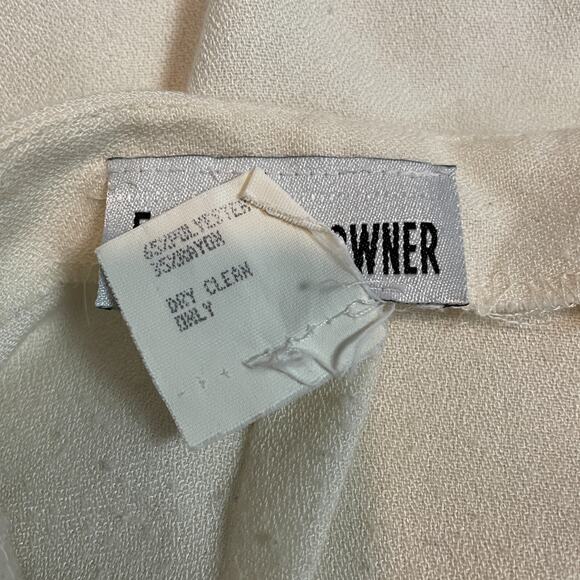 OWNER
65%POLYESTER
35%RAYON
DRY CLEAN
ONLY